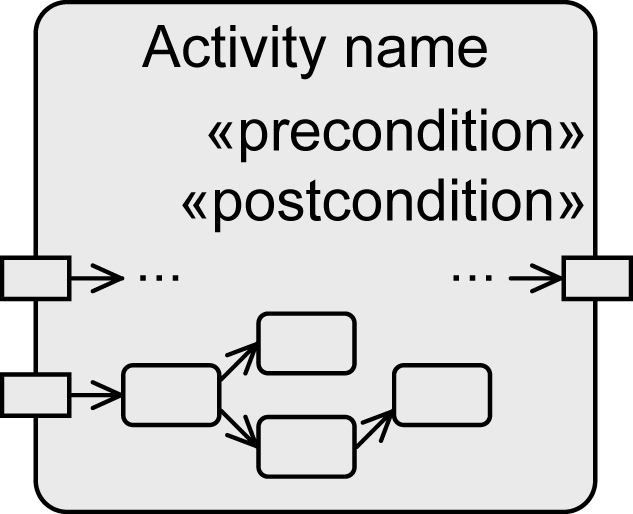 Activity name
«precondition»
«postcondition»
... ...